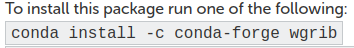 To install this package run one of the following:
conda install -c conda-forge wgrib